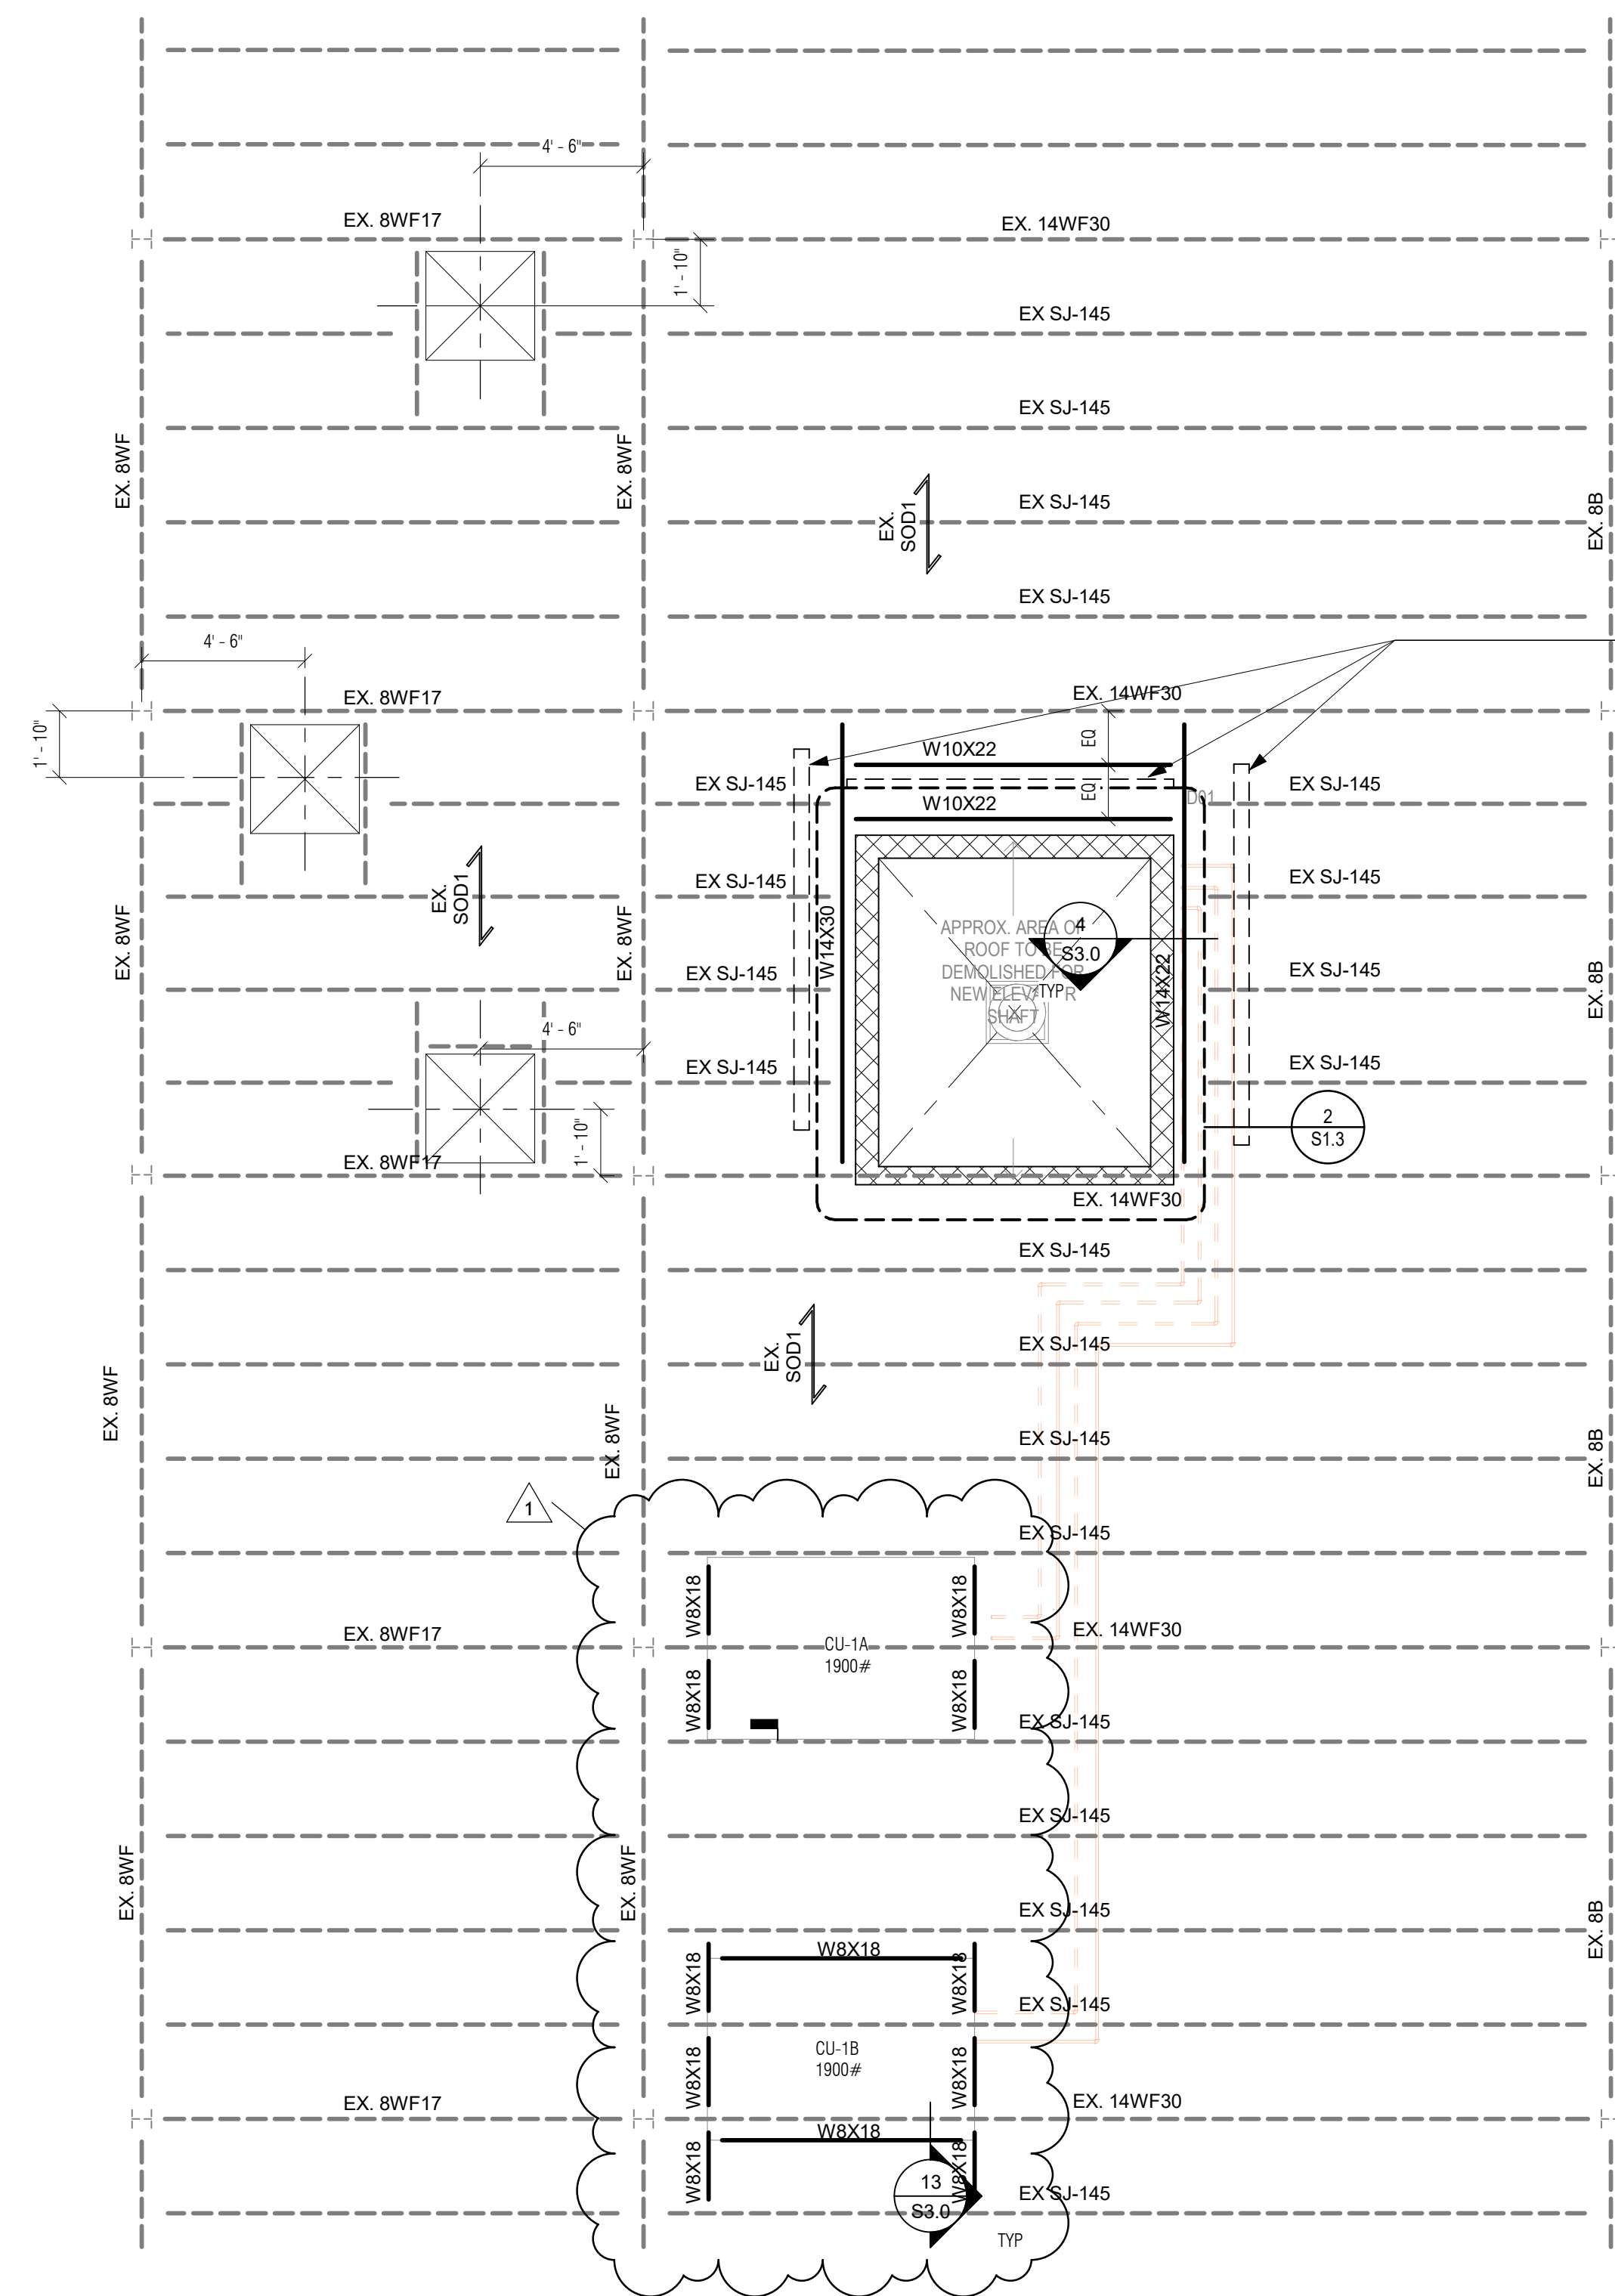 4' - 6"
EX. 8WF17
EX. 14WF30
1' - 10"
EX SJ-145
EX SJ-145
EX. 8WF
EX. 8WF
EX SJ-145
EX. 8B
EX.
SOD1
EX SJ-145
4' - 6"
EX. 8WF17
EX. 14WF30
1' - 10"
EQ
W10X22
EX SJ-145
EQ
W10X22
D01
EX SJ-145
EX SJ-145
EX SJ-145
EX.
SOD1
EX. 8WF
EX. 8WF
W14X30
APPROX. AREA OF
ROOF TO BE
DEMOLISHED FOR
NEW ELEVATOR
SHAFT
4
S3.0
TYP
W14X22
EX SJ-145
EX SJ-145
EX. 8B
4' - 6"
EX SJ-145
EX SJ-145
2
S1.3
1' - 10"
EX. 8WF17
EX. 14WF30
EX SJ-145
EX.
SOD1
EX SJ-145
EX. 8WF
EX. 8WF
EX SJ-145
EX. 8B
1
EX SJ-145
W8X18
W8X18
EX. 8WF17
CU-1A
1900#
EX. 14WF30
W8X18
W8X18
EX SJ-145
EX SJ-145
EX. 8WF
EX. 8WF
EX SJ-145
EX. 8B
W8X18
W8X18
W8X18
EX SJ-145
CU-1B
1900#
W8X18
W8X18
EX. 8WF17
EX. 14WF30
W8X18
W8X18
W8X18
13
S3.0
EX SJ-145
TYP